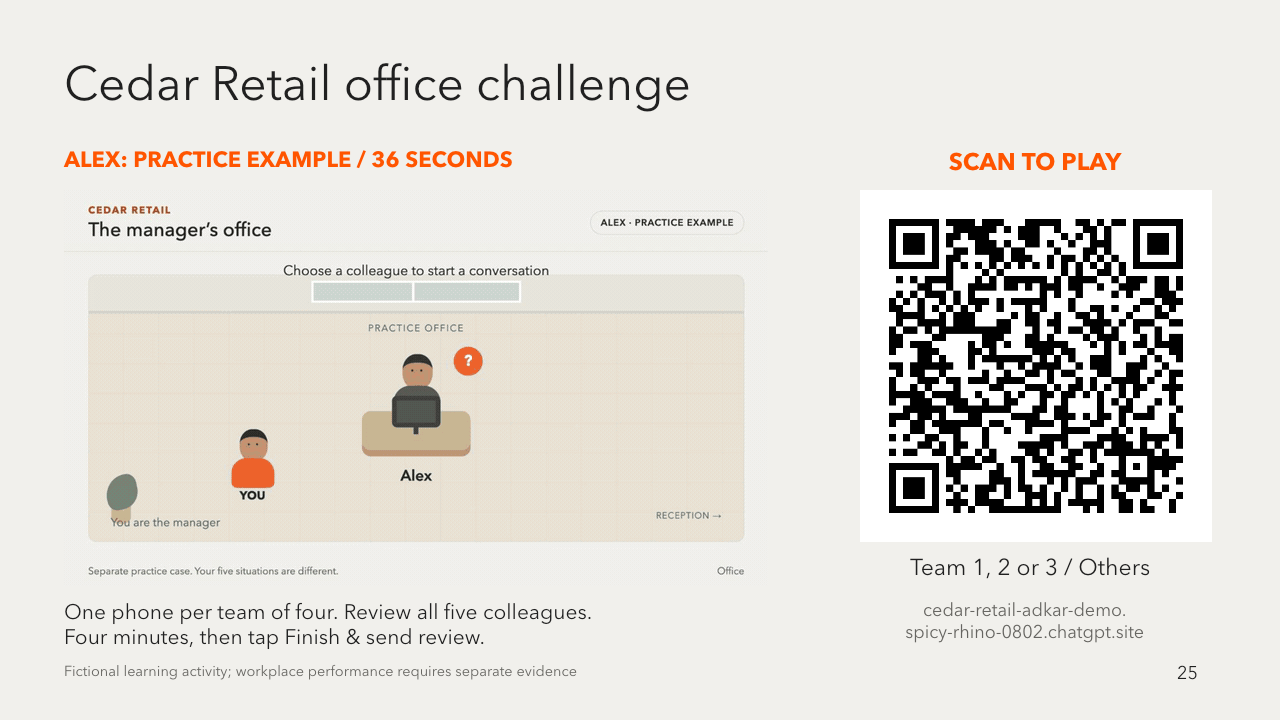 Cedar Retail office challenge
ALEX: PRACTICE EXAMPLE / 36 SECONDS
CEDAR RETAIL
The manager’s office
ALEX · PRACTICE EXAMPLE
Choose a colleague to start a conversation
PRACTICE OFFICE
?
Alex
YOU
You are the manager
RECEPTION →
Separate practice case. Your five situations are different.
Office
One phone per team of four. Review all five colleagues.
Four minutes, then tap Finish & send review.
Fictional learning activity; workplace performance requires separate evidence
SCAN TO PLAY
Team 1, 2 or 3 / Others
cedar-retail-adkar-demo.
spicy-rhino-0802.chatgpt.site
25